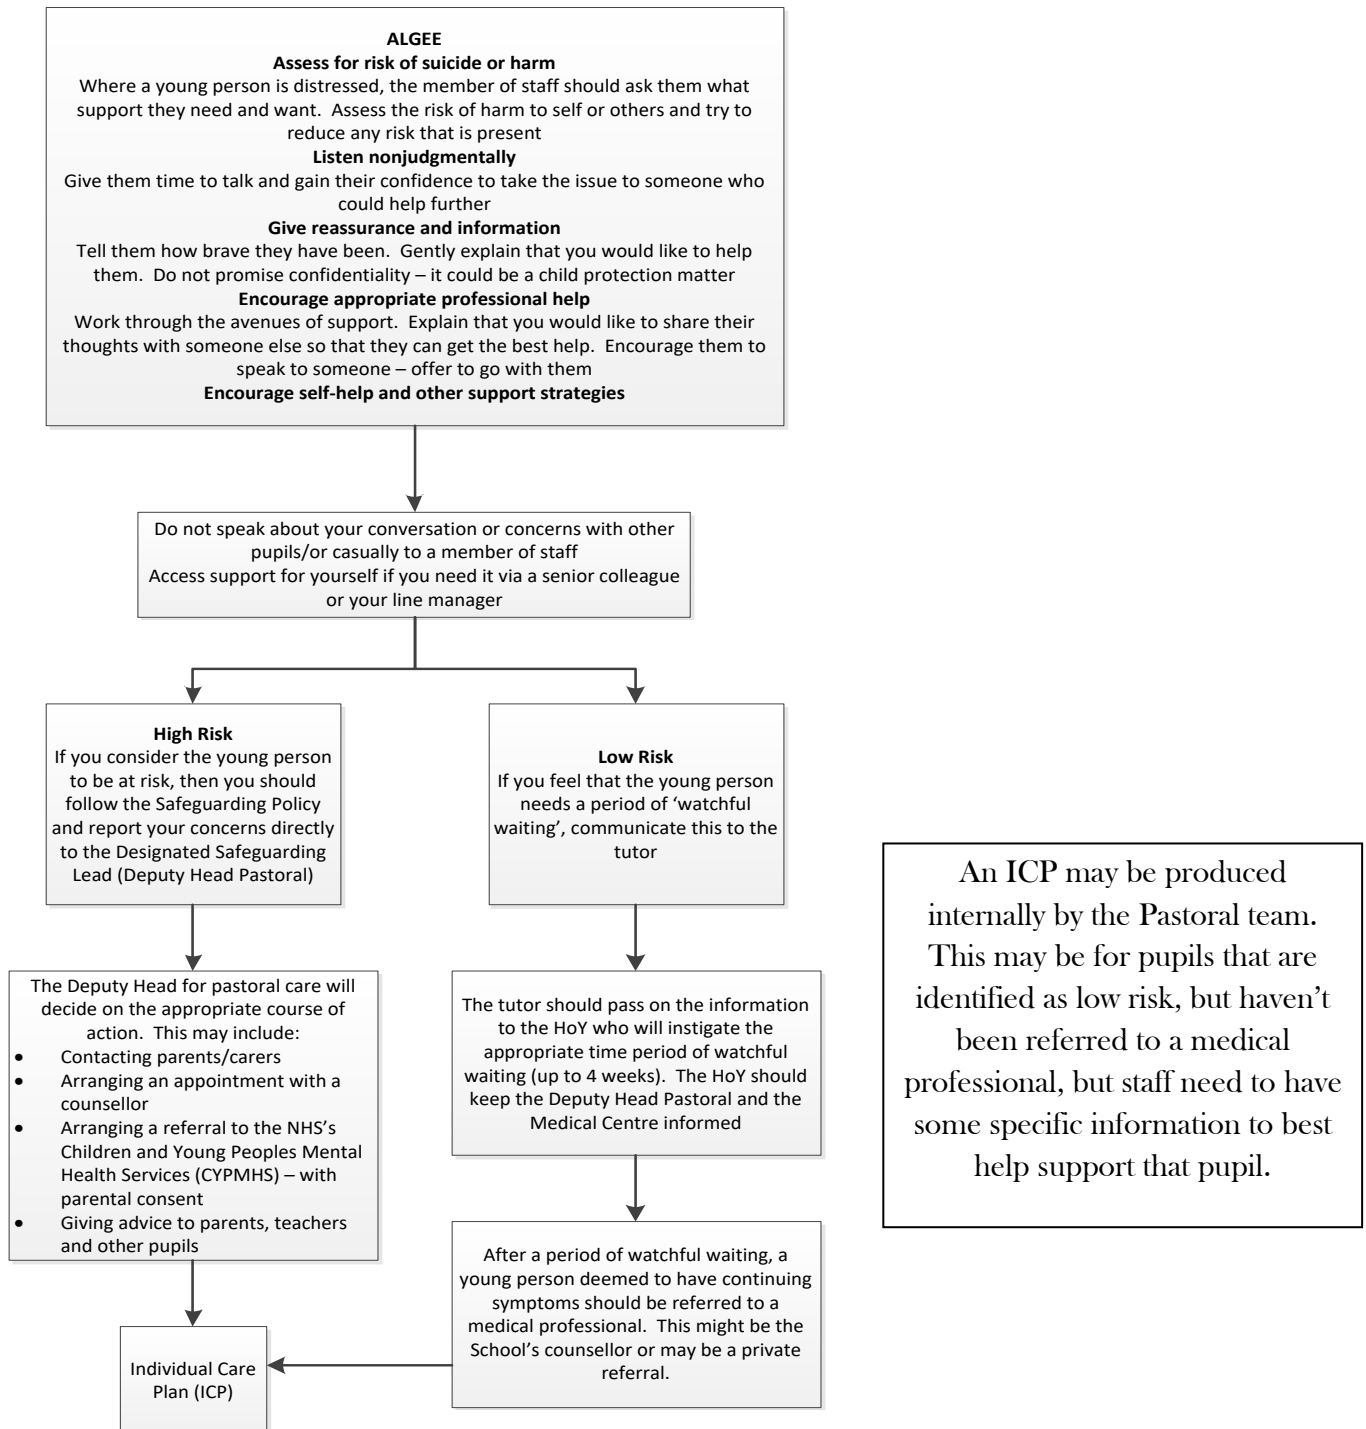 ALGEE
Assess for risk of suicide or harm
Where a young person is distressed, the member of staff should ask them what
support they need and want.  Assess the risk of harm to self or others and try to
reduce any risk that is present
Listen nonjudgmentally
Give them time to talk and gain their confidence to take the issue to someone who
could help further
Give reassurance and information
Tell them how brave they have been.  Gently explain that you would like to help
them.  Do not promise confidentiality – it could be a child protection matter
Encourage appropriate professional help
Work through the avenues of support.  Explain that you would like to share their
thoughts with someone else so that they can get the best help.  Encourage them to
speak to someone – offer to go with them
Encourage self-help and other support strategies
Do not speak about your conversation or concerns with other
pupils/or casually to a member of staff
Access support for yourself if you need it via a senior colleague
or your line manager
High Risk
If you consider the young person
to be at risk, then you should
follow the Safeguarding Policy
and report your concerns directly
to the Designated Safeguarding
Lead (Deputy Head Pastoral)
Low Risk
If you feel that the young person
needs a period of ‘watchful
waiting’, communicate this to the
tutor
The Deputy Head for pastoral care will
decide on the appropriate course of
action.  This may include:
• Contacting parents/carers
• Arranging an appointment with a
counsellor
• Arranging a referral to the NHS’s
Children and Young Peoples Mental
Health Services (CYPMHS) – with
parental consent
• Giving advice to parents, teachers
and other pupils
The tutor should pass on the information
to the HoY who will instigate the
appropriate time period of watchful
waiting (up to 4 weeks).  The HoY should
keep the Deputy Head Pastoral and the
Medical Centre informed
After a period of watchful waiting, a
young person deemed to have continuing
symptoms should be referred to a
medical professional.  This might be the
School’s counsellor or may be a private
referral.
Individual Care
Plan (ICP)
An ICP may be produced
internally by the Pastoral team.
This may be for pupils that are
identified as low risk, but haven’t
been referred to a medical
professional, but staff need to have
some specific information to best
help support that pupil.